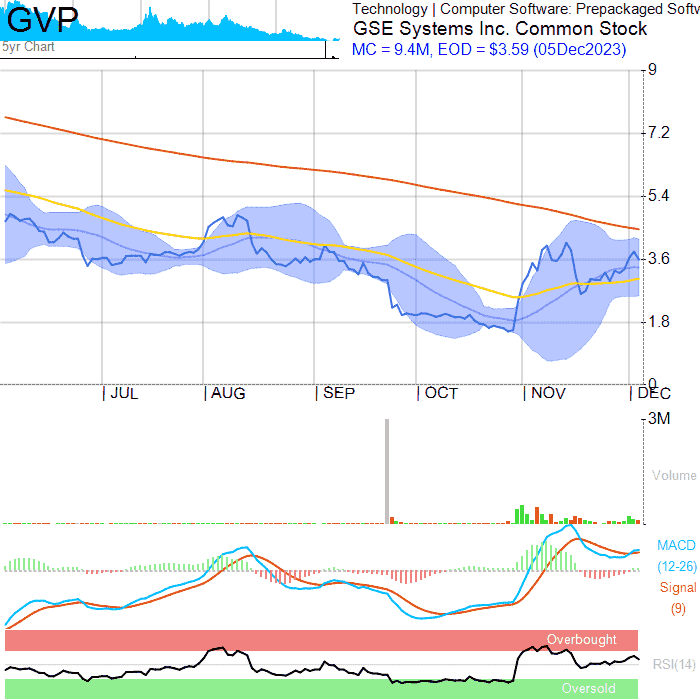 GVP
5yr Chart
Technology | Computer Software: Prepackaged Softw
GSE Systems Inc. Common Stock
MC = 9.4M, EOD = $3.59 (05Dec2023)
9
7.2
5.4
3.6
1.8
0
| JUL | AUG | SEP | OCT | NOV | DEC
3M
Volume
MACD
(12-26)
Signal
(9)
Overbought
RSI(14)
Oversold